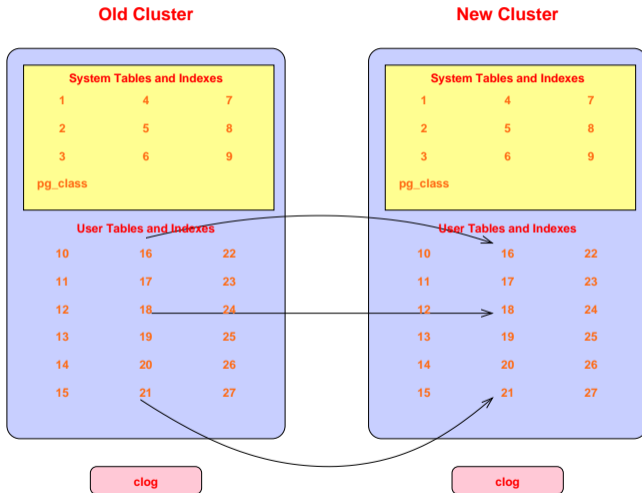 Old Cluster New Cluster
System Tables and Indexes System Tables and Indexes
1 4 7 1 4 7
2 5 8 2 5 8
3 6 9 3 6 9
pg_class pg_class
User Tables and Indexes User Tables and Indexes
10 16 22 10 16 22
11 17 23 11 17 23
12 18 24 12 18 24
13 19 25 13 19 25
14 20 26 14 20 26
15 21 27 15 21 27
clog clog